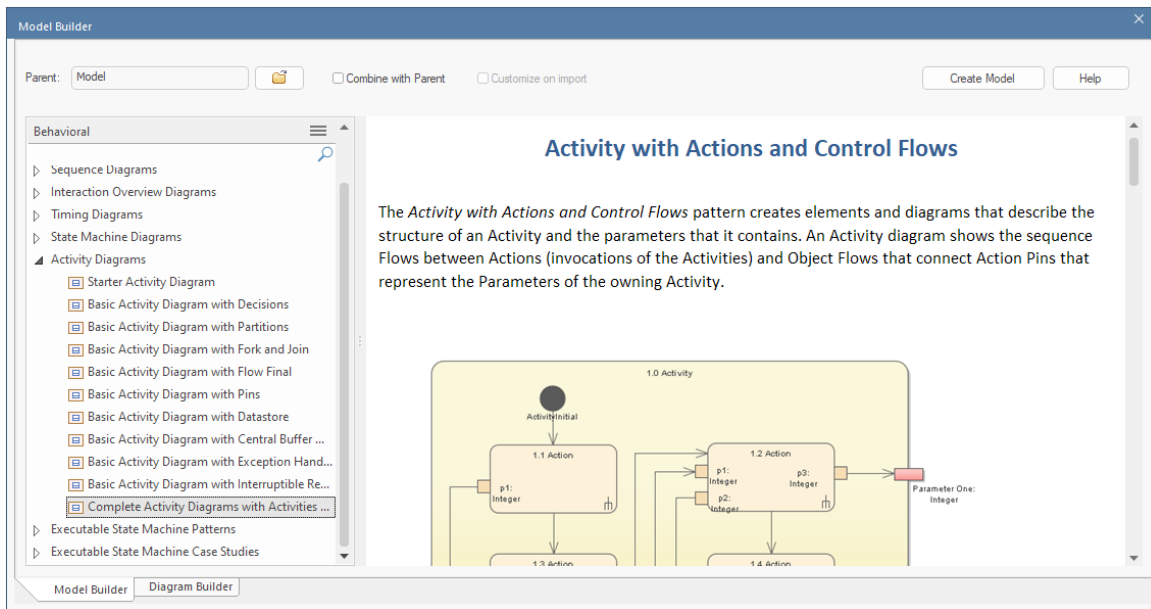 Model Builder
Parent:
Model
Combine with Parent
Customize on import
Create Model
Help
Behavioral
Sequence Diagrams
Interaction Overview Diagrams
Timing Diagrams
State Machine Diagrams
Activity Diagrams
Starter Activity Diagram
Basic Activity Diagram with Decisions
Basic Activity Diagram with Partitions
Basic Activity Diagram with Fork and Join
Basic Activity Diagram with Flow Final
Basic Activity Diagram with Pins
Basic Activity Diagram with Datastore
Basic Activity Diagram with Central Buffer ...
Basic Activity Diagram with Exception Hand...
Basic Activity Diagram with Interruptible Re...
Complete Activity Diagrams with Activities ...
Executable State Machine Patterns
Executable State Machine Case Studies
Activity with Actions and Control Flows
The Activity with Actions and Control Flows pattern creates elements and diagrams that describe the
structure of an Activity and the parameters that it contains. An Activity diagram shows the sequence
Flows between Actions (invocations of the Activities) and Object Flows that connect Action Pins that
represent the Parameters of the owning Activity.
1.0 Activity
ActivityInitial
1.1 Action
p1:
Integer
1.2 Action
p1:
Integer
p2:
Integer
p3:
Integer
Parameter One:
Integer
1.3 Action
1.4 Action
Model Builder
Diagram Builder